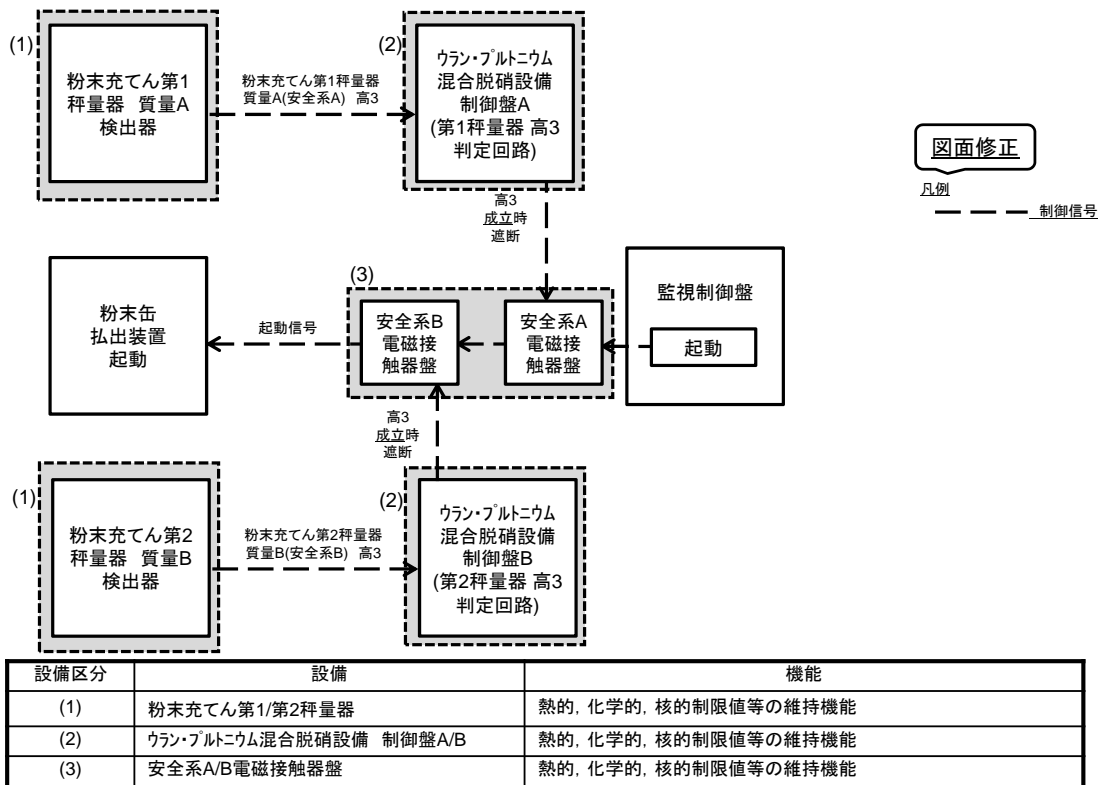 (1)
粉末充てん第1
秤量器 質量A
検出器
粉末充てん第1秤量器
質量A(安全系A) 高3
(2)
ウラン・プルトニウム
混合脱硝設備
制御盤A
(第1秤量器 高3
判定回路)
図面修正
凡例
制御信号
高3
成立時
遮断
粉末缶
払出装置
起動
起動信号
(3)
安全系B
電磁接
触器盤
安全系A
電磁接
触器盤
監視制御盤
起動
高3
成立時
遮断
(1)
粉末充てん第2
秤量器 質量B
検出器
粉末充てん第2秤量器
質量B(安全系B) 高3
(2)
ウラン・プルトニウム
混合脱硝設備
制御盤B
(第2秤量器 高3
判定回路)
設備区分 設備 機能
(1) 粉末充てん第1/第2秤量器 熱的, 化学的, 核的制限値等の維持機能
(2) ウラン・プルトニウム混合脱硝設備 制御盤A/B 熱的, 化学的, 核的制限値等の維持機能
(3) 安全系A/B電磁接触器盤 熱的, 化学的, 核的制限値等の維持機能